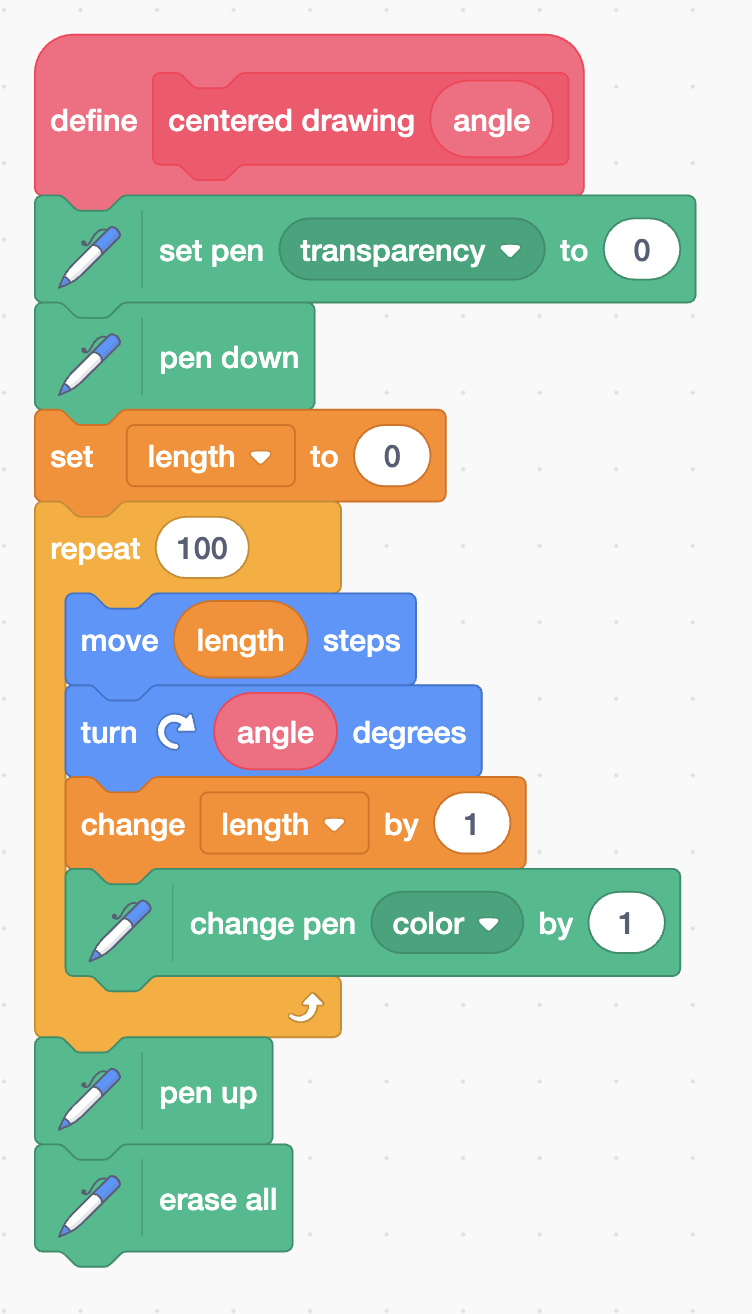 define centered drawing angle
set pen transparency to 0
pen down
set length to 0
repeat 100
move length steps
turn angle degrees
change length by 1
change pen color by 1
pen up
erase all